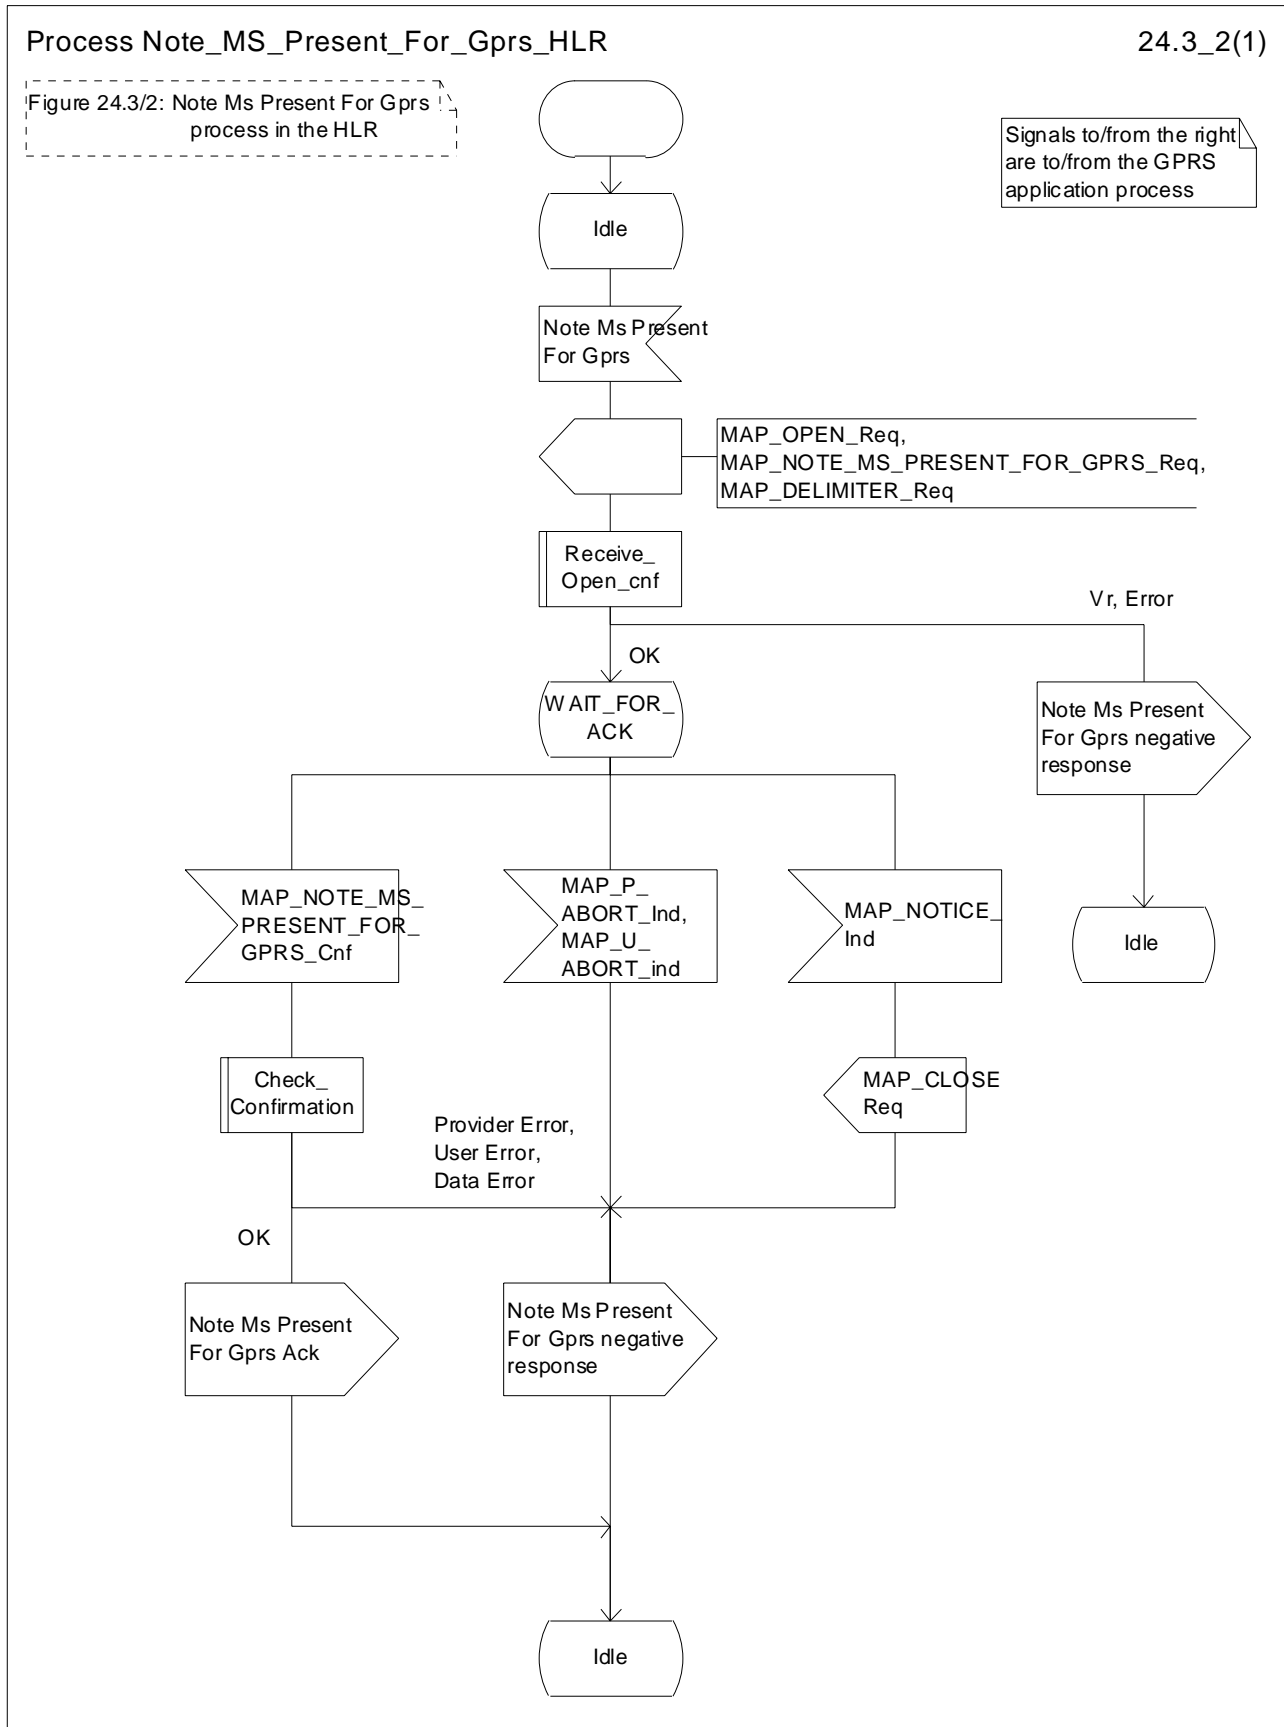 Process Note_MS_Present_For_Gprs_HLR
24.3_2(1)
Figure 24.3/2: Note Ms Present For Gprs
process in the HLR
Signals to/from the right
are to/from the GPRS
application process
Idle
Note Ms Present
For Gprs
MAP_OPEN_Req,
MAP_NOTE_MS_PRESENT_FOR_GPRS_Req,
MAP_DELIMITER_Req
Receive_
Open_cnf
Vr, Error
OK
WAIT_FOR_
ACK
Note Ms Present
For Gprs negative
response
MAP_NOTE_MS_
PRESENT_FOR_
GPRS_Cnf
MAP_P_
ABORT_Ind,
MAP_U_
ABORT_ind
MAP_NOTICE_
Ind
Idle
Check_
Confirmation
MAP_CLOSE
Req
Provider Error,
User Error,
Data Error
OK
Note Ms Present
For Gprs Ack
Note Ms Present
For Gprs negative
response
Idle